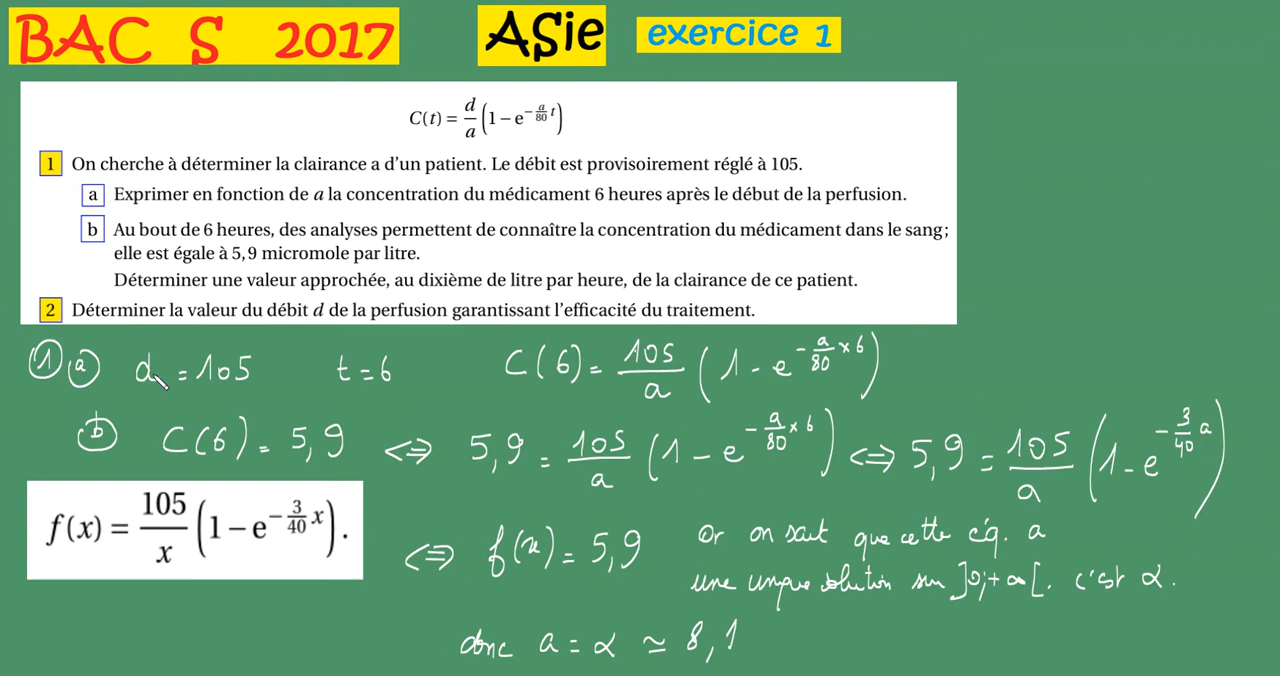 BAC S 2017 ASie exercice 1
C(t) = d/a (1 − e^(−a/80 t))
1 On cherche à déterminer la clairance a d'un patient. Le débit est provisoirement réglé à 105.
a Exprimer en fonction de a la concentration du médicament 6 heures après le début de la perfusion.
b Au bout de 6 heures, des analyses permettent de connaître la concentration du médicament dans le sang;
elle est égale à 5,9 micromole par litre.
Déterminer une valeur approchée, au dixième de litre par heure, de la clairance de ce patient.
2 Déterminer la valeur du débit d de la perfusion garantissant l'efficacité du traitement.
1 a d = 105 t = 6 C(6) = 105/a (1 − e^(−a/80 × 6))
b C(6) = 5,9 <=> 5,9 = 105/a (1 − e^(−a/80 × 6)) <=> 5,9 = 105/a (1 − e^(−3/40 a))
f(x) = 105/x (1 − e^(−3/40 x)).
<=> f(x) = 5,9 Or on sait que cette éq. a
une unique solution sur ]0;+∞[. c'est α.
donc a = α ≃ 8,1